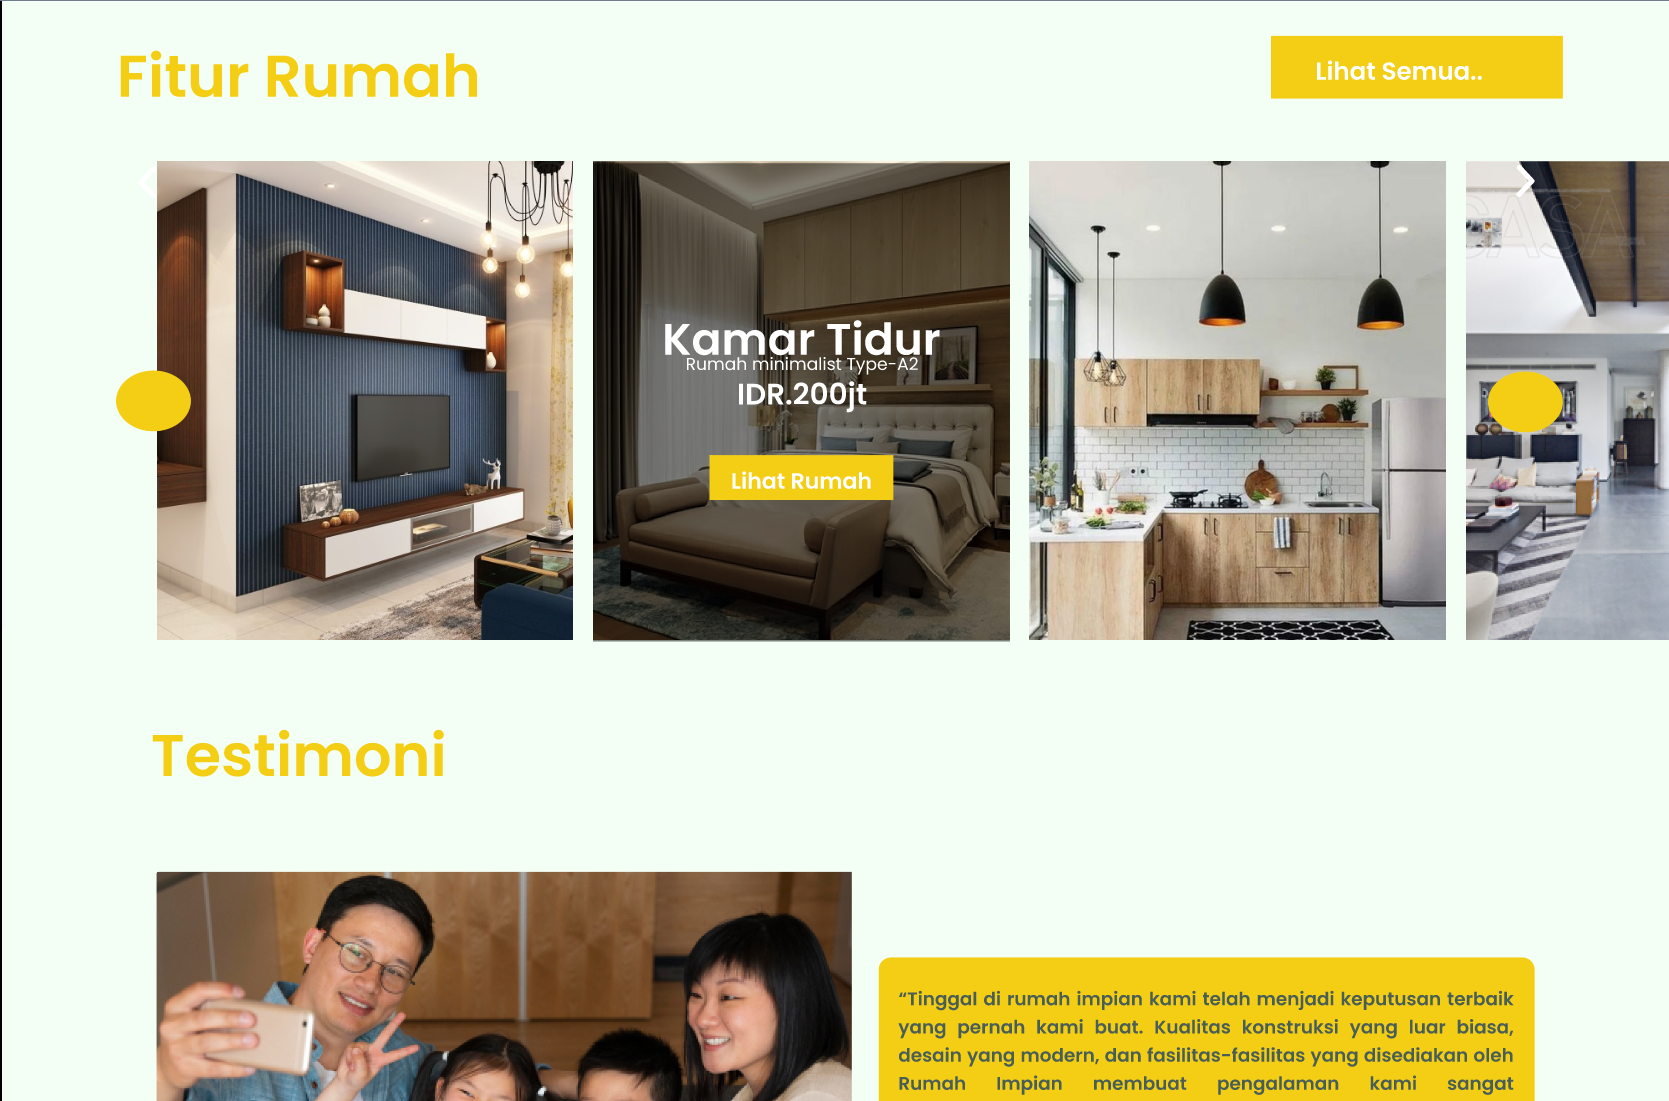 Fitur Rumah
Lihat Semua..
CASA
Kamar Tidur
Rumah minimalist Type-A2
IDR.200jt
Lihat Rumah
Testimoni
“Tinggal di rumah impian kami telah menjadi keputusan terbaik
yang pernah kami buat. Kualitas konstruksi yang luar biasa,
desain yang modern, dan fasilitas-fasilitas yang disediakan oleh
Rumah Impian membuat pengalaman kami sangat